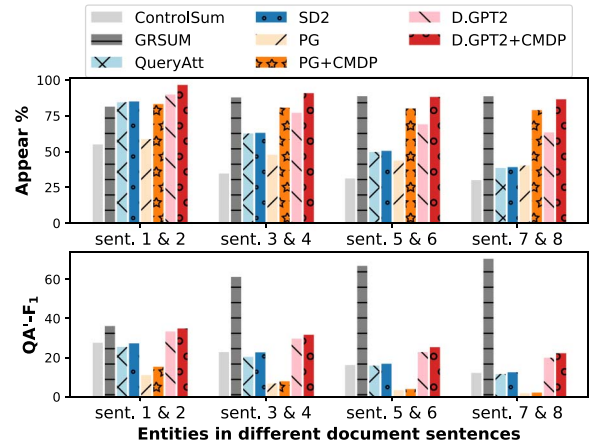 ControlSum SD2 D.GPT2
GRSUM PG D.GPT2+CMDP
QueryAtt PG+CMDP
Appear %
100
75
50
25
0
sent. 1 & 2 sent. 3 & 4 sent. 5 & 6 sent. 7 & 8
QA'-F1
60
40
20
0
sent. 1 & 2 sent. 3 & 4 sent. 5 & 6 sent. 7 & 8
Entities in different document sentences